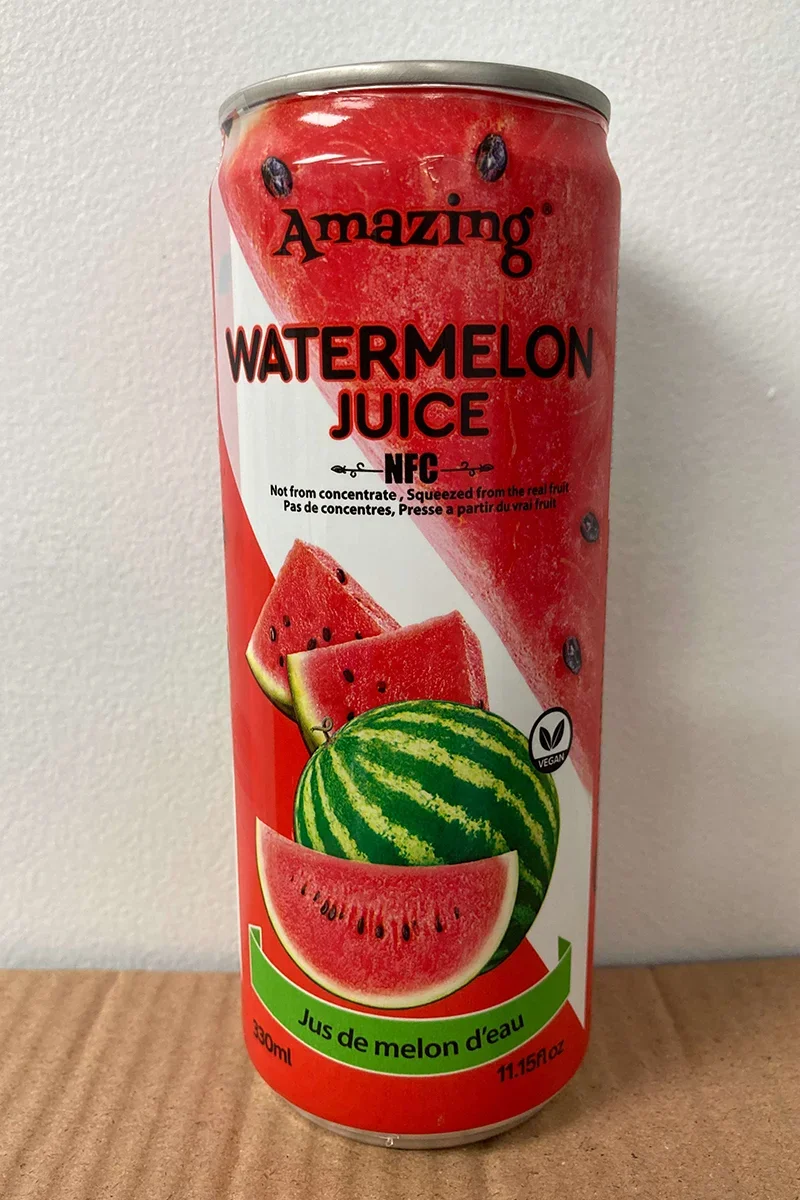 Amazing®
WATERMELON
JUICE
NFC
Not from concentrate , Squeezed from the real fruit
Pas de concentres, Presse a partir du vrai fruit
VEGAN
Jus de melon d'eau
330ml
11.15fl oz